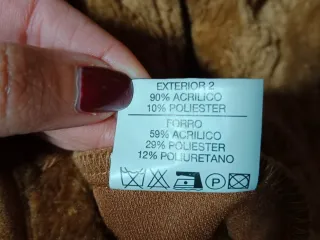 EXTERIOR 2
90% ACRILICO
10% POLIESTER
FORRO
59% ACRILICO
29% POLIESTER
12% POLIURETANO
P